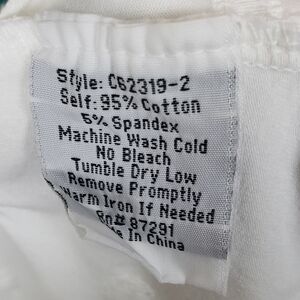 Style: C62319-2
Self: 95% Cotton
5% Spandex
Machine Wash Cold
No Bleach
Tumble Dry Low
Remove Promptly
Warm Iron If Needed
Rn# 87291
Made In China